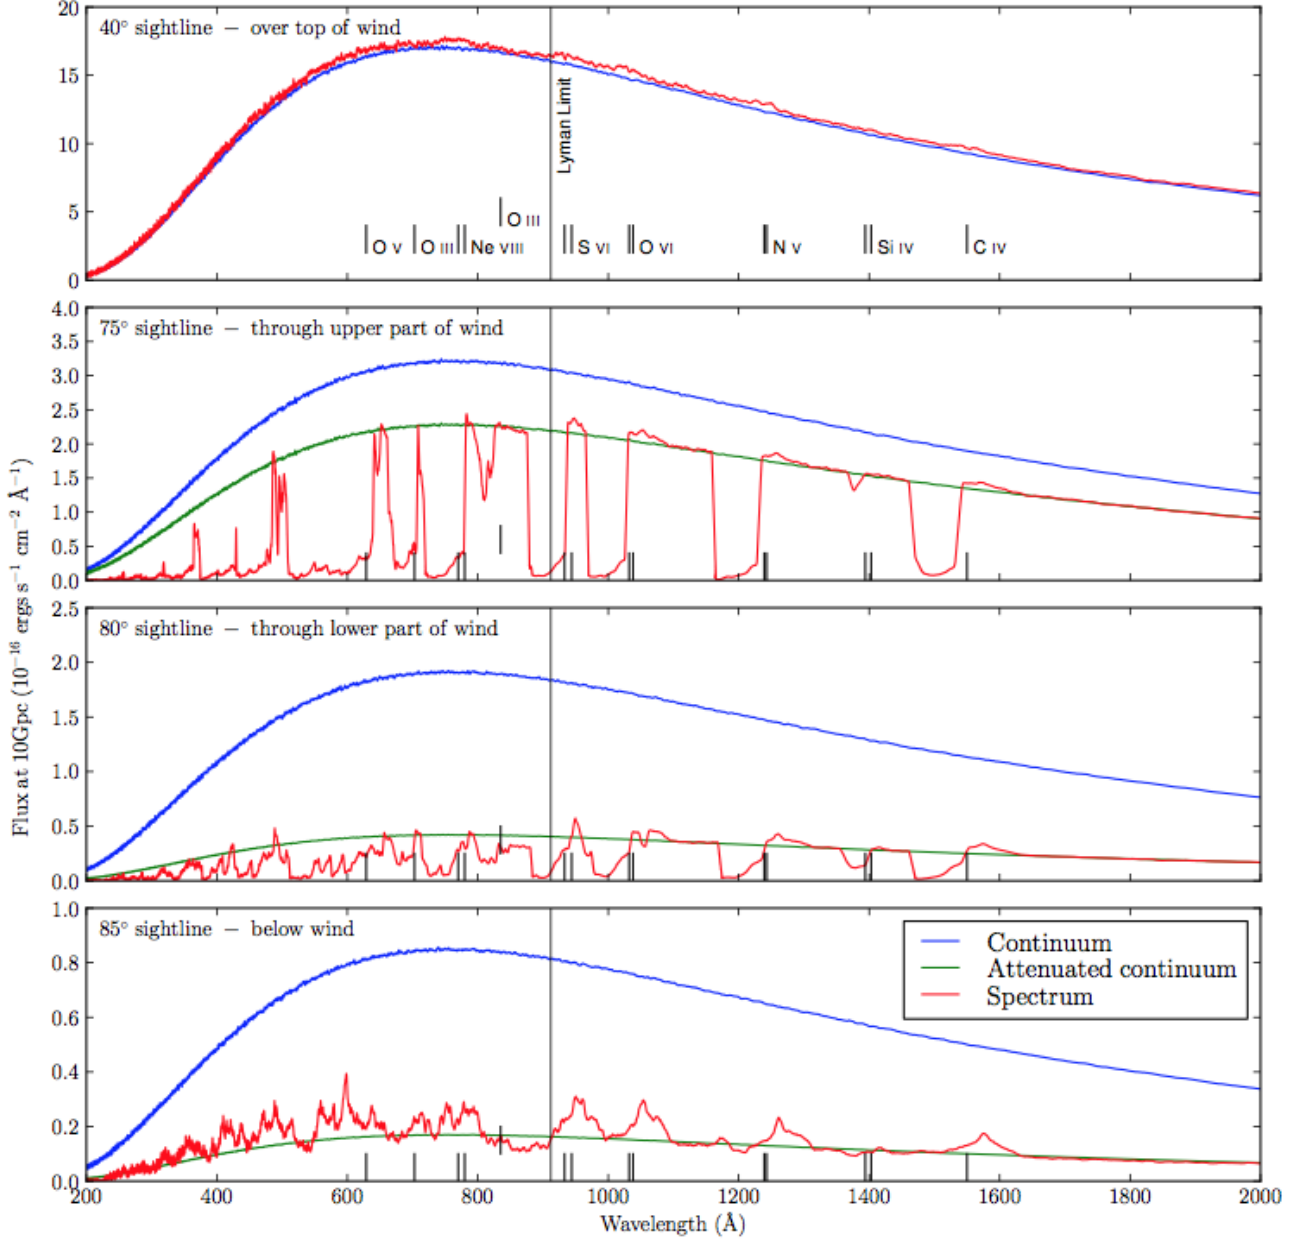 20
40° sightline − over top of wind
15
Lyman Limit
10
5
O III
O V
O III
Ne VIII
S VI
O VI
N V
Si IV
C IV
0
4.0
75° sightline − through upper part of wind
3.5
3.0
2.5
2.0
1.5
1.0
0.5
0.0
Flux at 10Gpc (10⁻¹⁶ ergs s⁻¹ cm⁻² Å⁻¹)
2.5
80° sightline − through lower part of wind
2.0
1.5
1.0
0.5
0.0
1.0
85° sightline − below wind
0.8
0.6
0.4
0.2
0.0
Continuum
Attenuated continuum
Spectrum
200 400 600 800 1000 1200 1400 1600 1800 2000
Wavelength (Å)